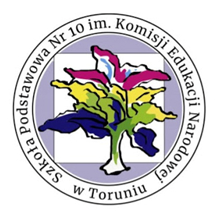 Szkoła Podstawowa Nr 10 im. Komisji Edukacji Narodowej
w Toruniu